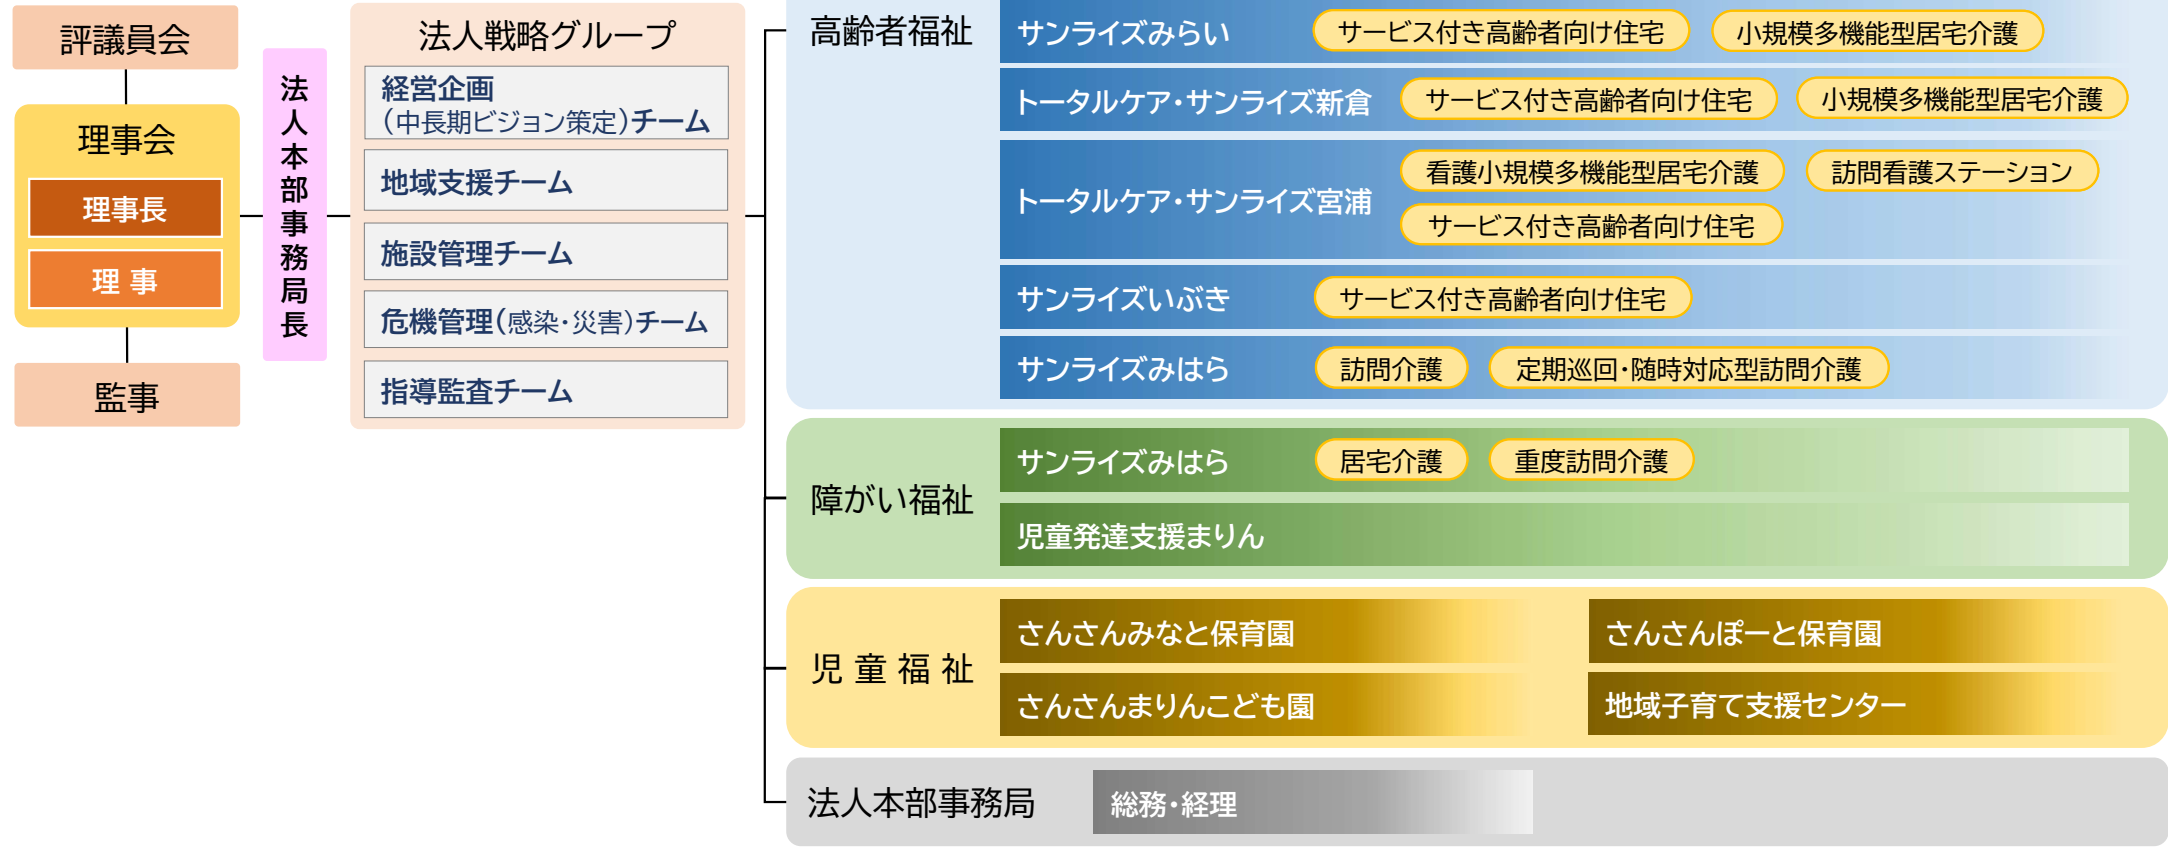 評議員会
理事会
理事長
理 事
監事
法人本部事務局長
法人戦略グループ
経営企画
（中長期ビジョン策定）チーム
地域支援チーム
施設管理チーム
危機管理（感染・災害）チーム
指導監査チーム
高齢者福祉
サンライズみらい サービス付き高齢者向け住宅 小規模多機能型居宅介護
トータルケア・サンライズ新倉 サービス付き高齢者向け住宅 小規模多機能型居宅介護
トータルケア・サンライズ宮浦 看護小規模多機能型居宅介護 訪問看護ステーション
サービス付き高齢者向け住宅
サンライズいぶき サービス付き高齢者向け住宅
サンライズみはら 訪問介護 定期巡回・随時対応型訪問介護
障がい福祉
サンライズみはら 居宅介護 重度訪問介護
児童発達支援まりん
児 童 福 祉
さんさんみなと保育園 さんさんぽーと保育園
さんさんまりんこども園 地域子育て支援センター
法人本部事務局 総務・経理